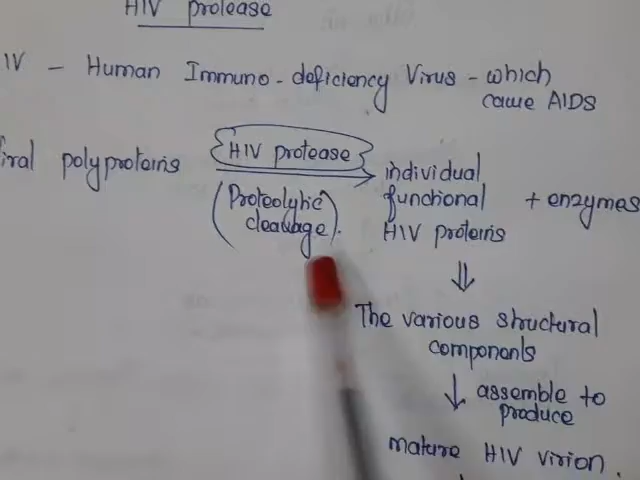 HIV protease
IV – Human Immuno-deficiency Virus – which
cause AIDS
iral polyproteins HIV protease individual
functional + enzymes
HIV proteins
(Proteolytic
cleavage).
The various structural
components
assemble to
produce
mature HIV virion.